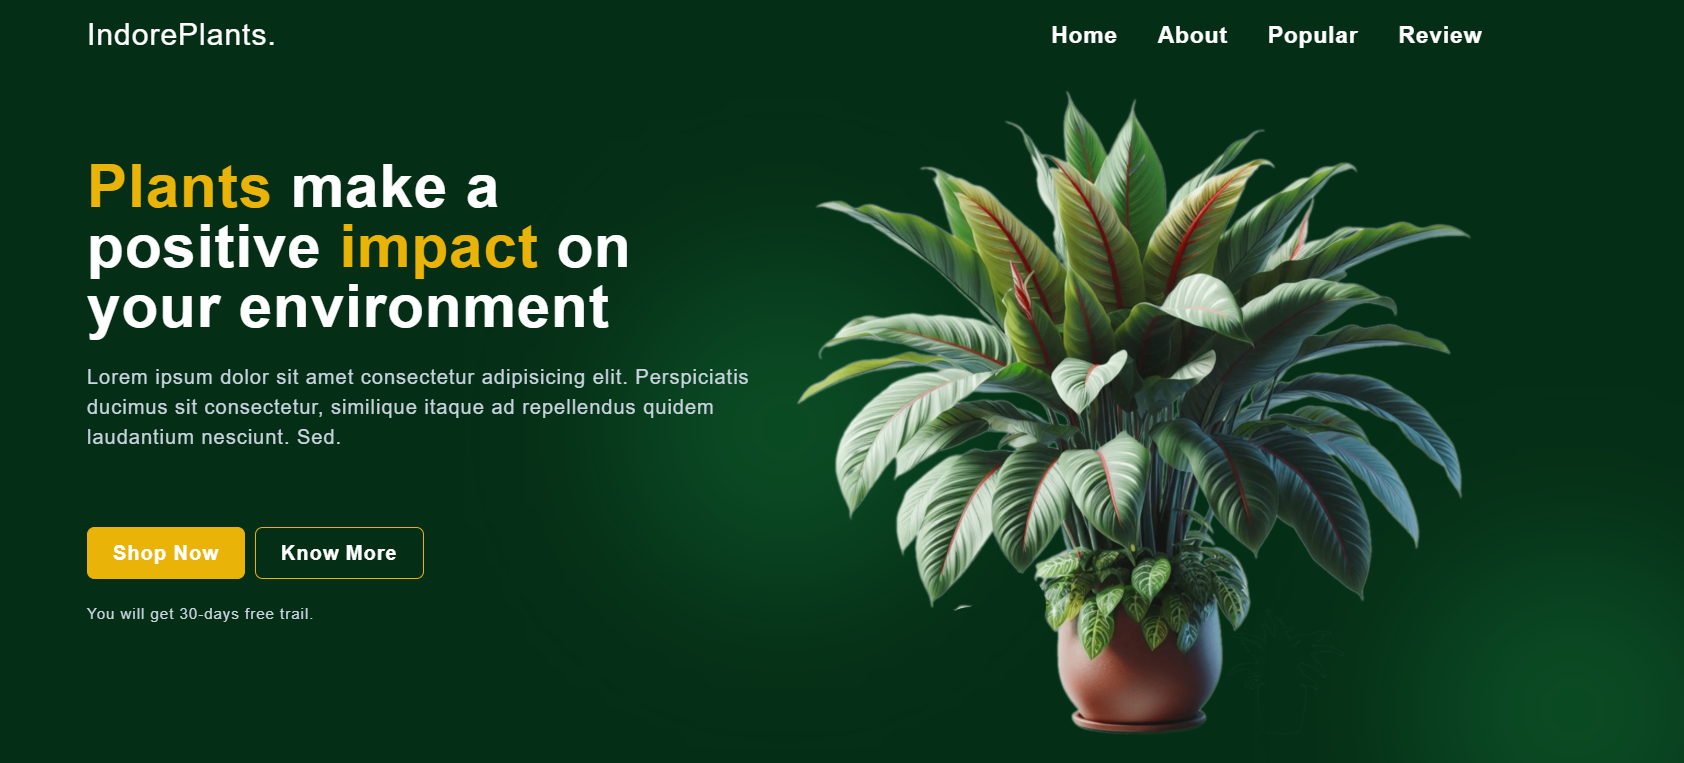 IndorePlants.
Home About Popular Review
Plants make a
positive impact on
your environment
Lorem ipsum dolor sit amet consectetur adipisicing elit. Perspiciatis
ducimus sit consectetur, similique itaque ad repellendus quidem
laudantium nesciunt. Sed.
Shop Now Know More
You will get 30-days free trail.